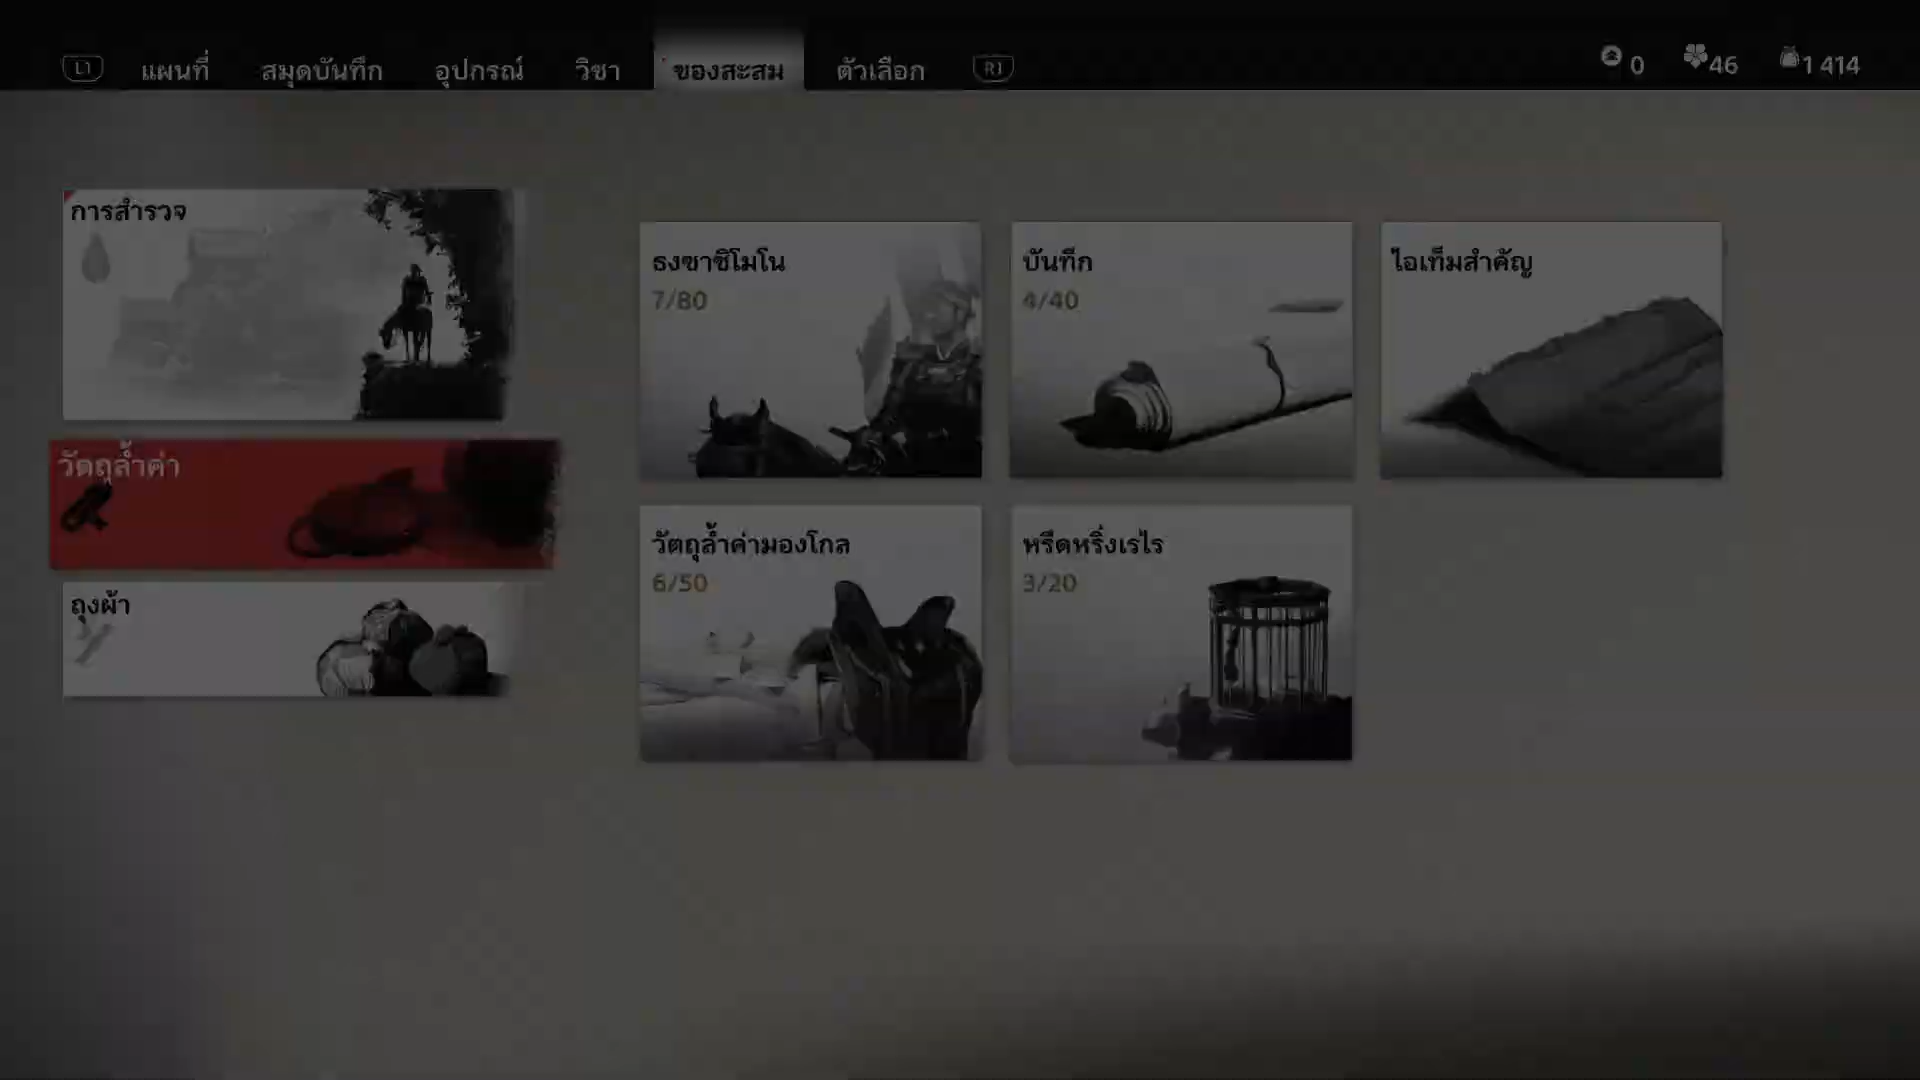 L1 แผนที่ สมุดบันทึก อุปกรณ์ วิชา ของสะสม ตัวเลือก R1 0 46 1 414
การสำรวจ
วัตถุล้ำค่า
ถุงผ้า
ธงซาชิโมโน
7/80
บันทึก
4/40
ไอเท็มสำคัญ
วัตถุล้ำค่ามองโกล
6/50
หรีดหริ่งเรไร
3/20